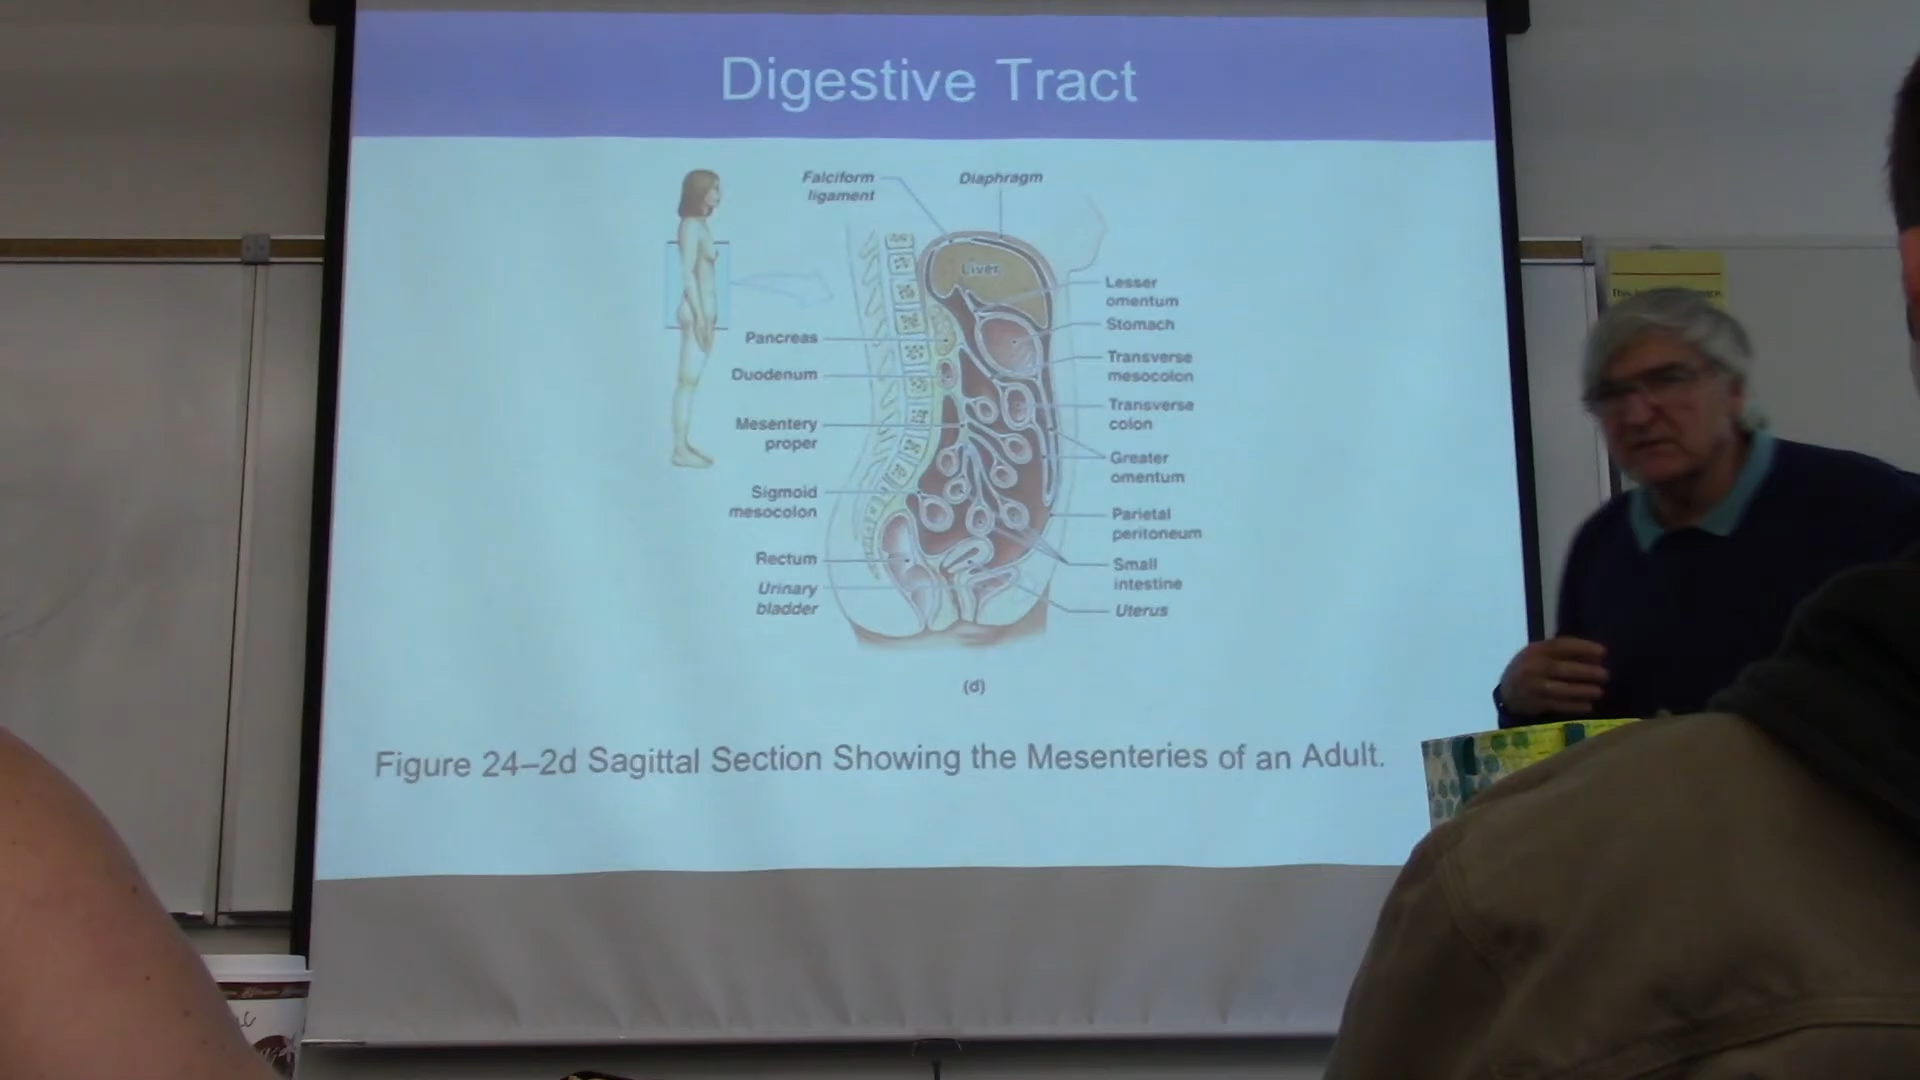 Digestive Tract
Falciform
ligament
Diaphragm
Liver
Lesser
omentum
Stomach
Pancreas
Transverse
mesocolon
Duodenum
Transverse
colon
Mesentery
proper
Greater
omentum
Sigmoid
mesocolon
Parietal
peritoneum
Rectum
Small
intestine
Urinary
bladder
Uterus
(d)
Figure 24–2d Sagittal Section Showing the Mesenteries of an Adult.